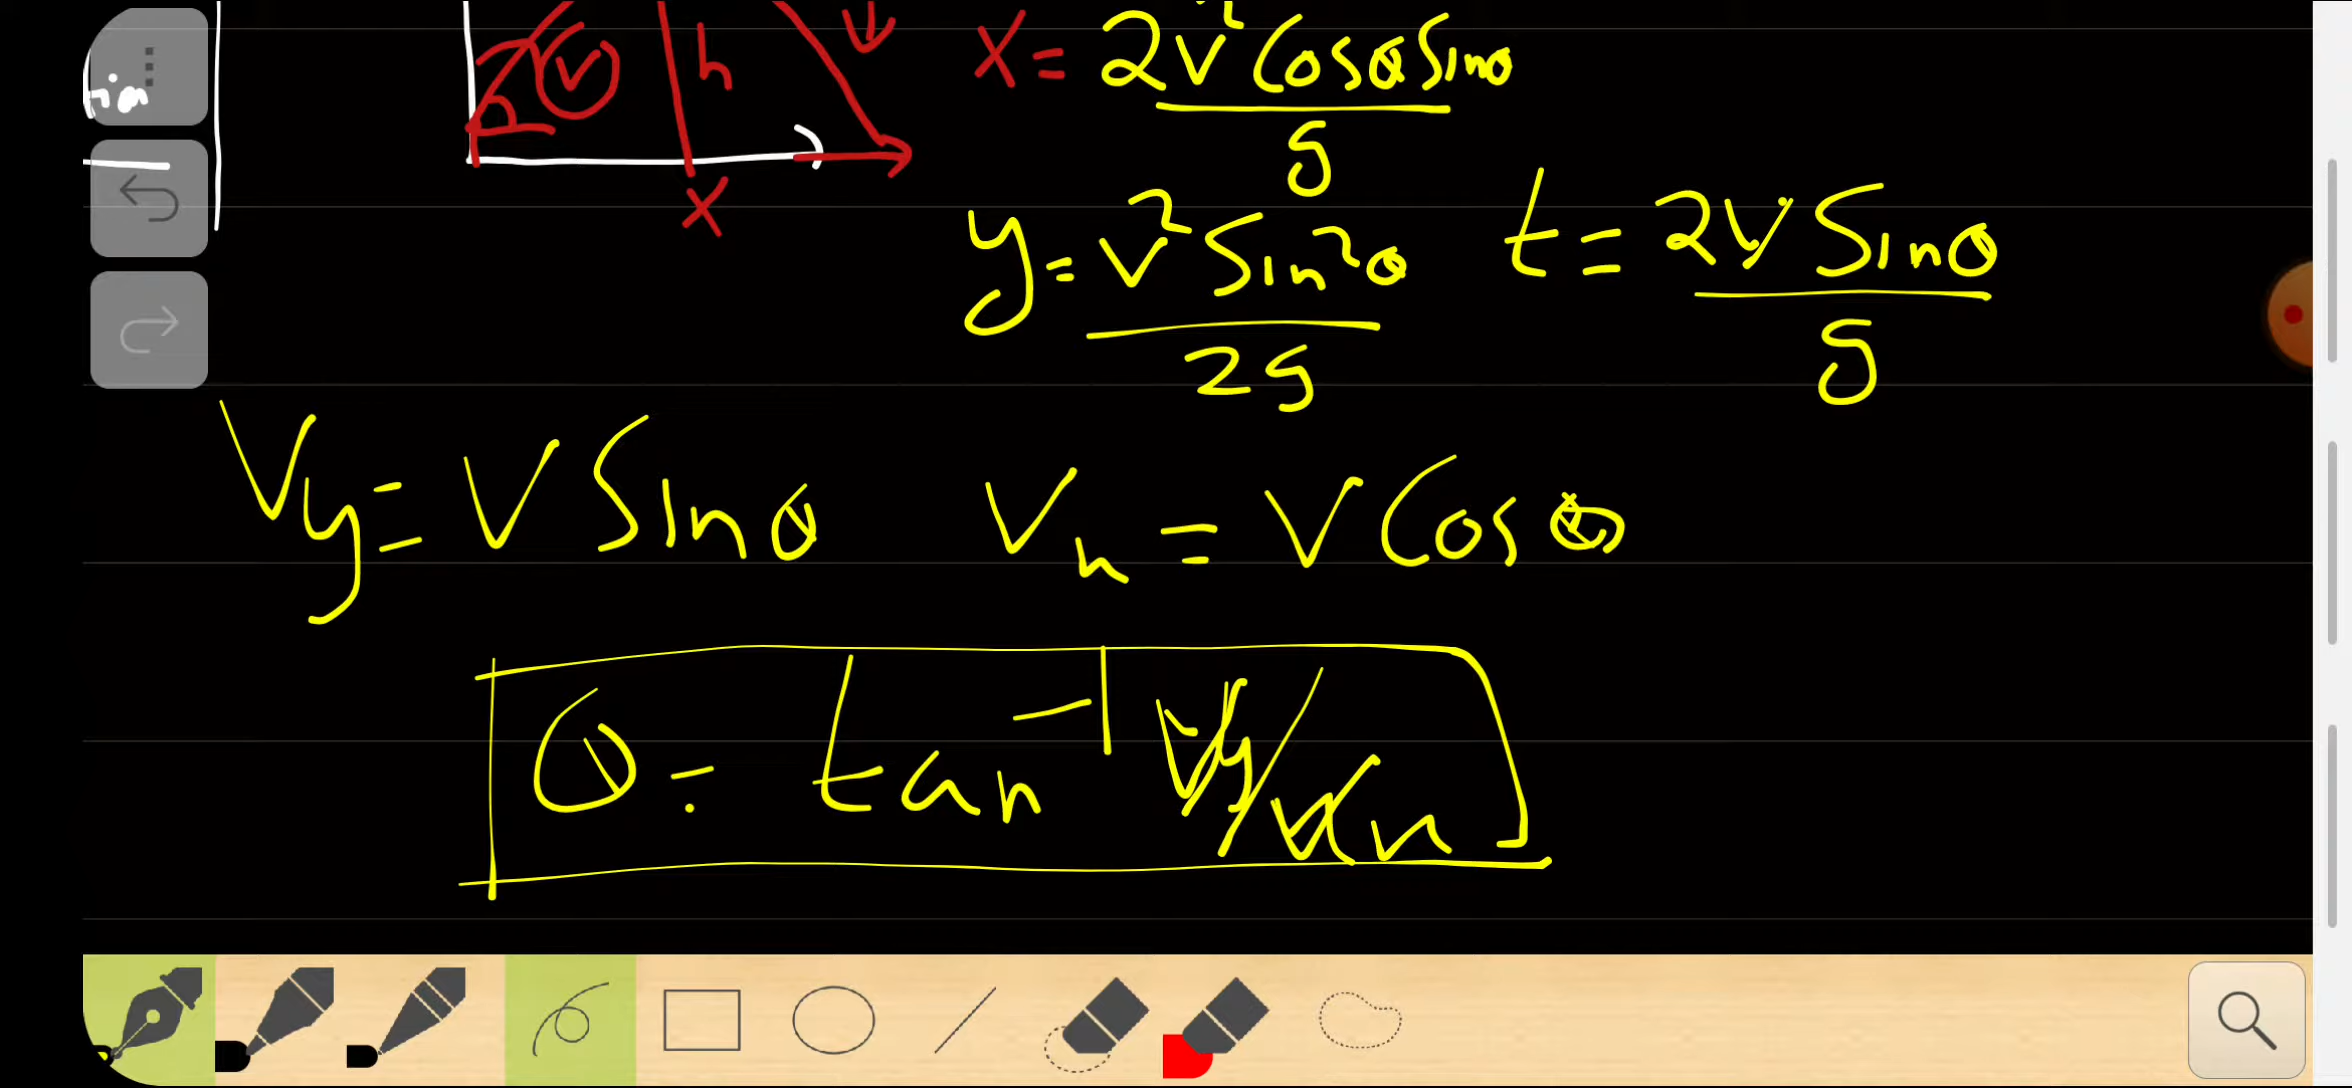 V h x = 2v² Cosθ Sinθ / g
x
y = v² Sin²θ / 2g t = 2v Sinθ / g
Vy = V Sinθ Vx = V Cosθ
θ = tan⁻¹ Vy/Vx